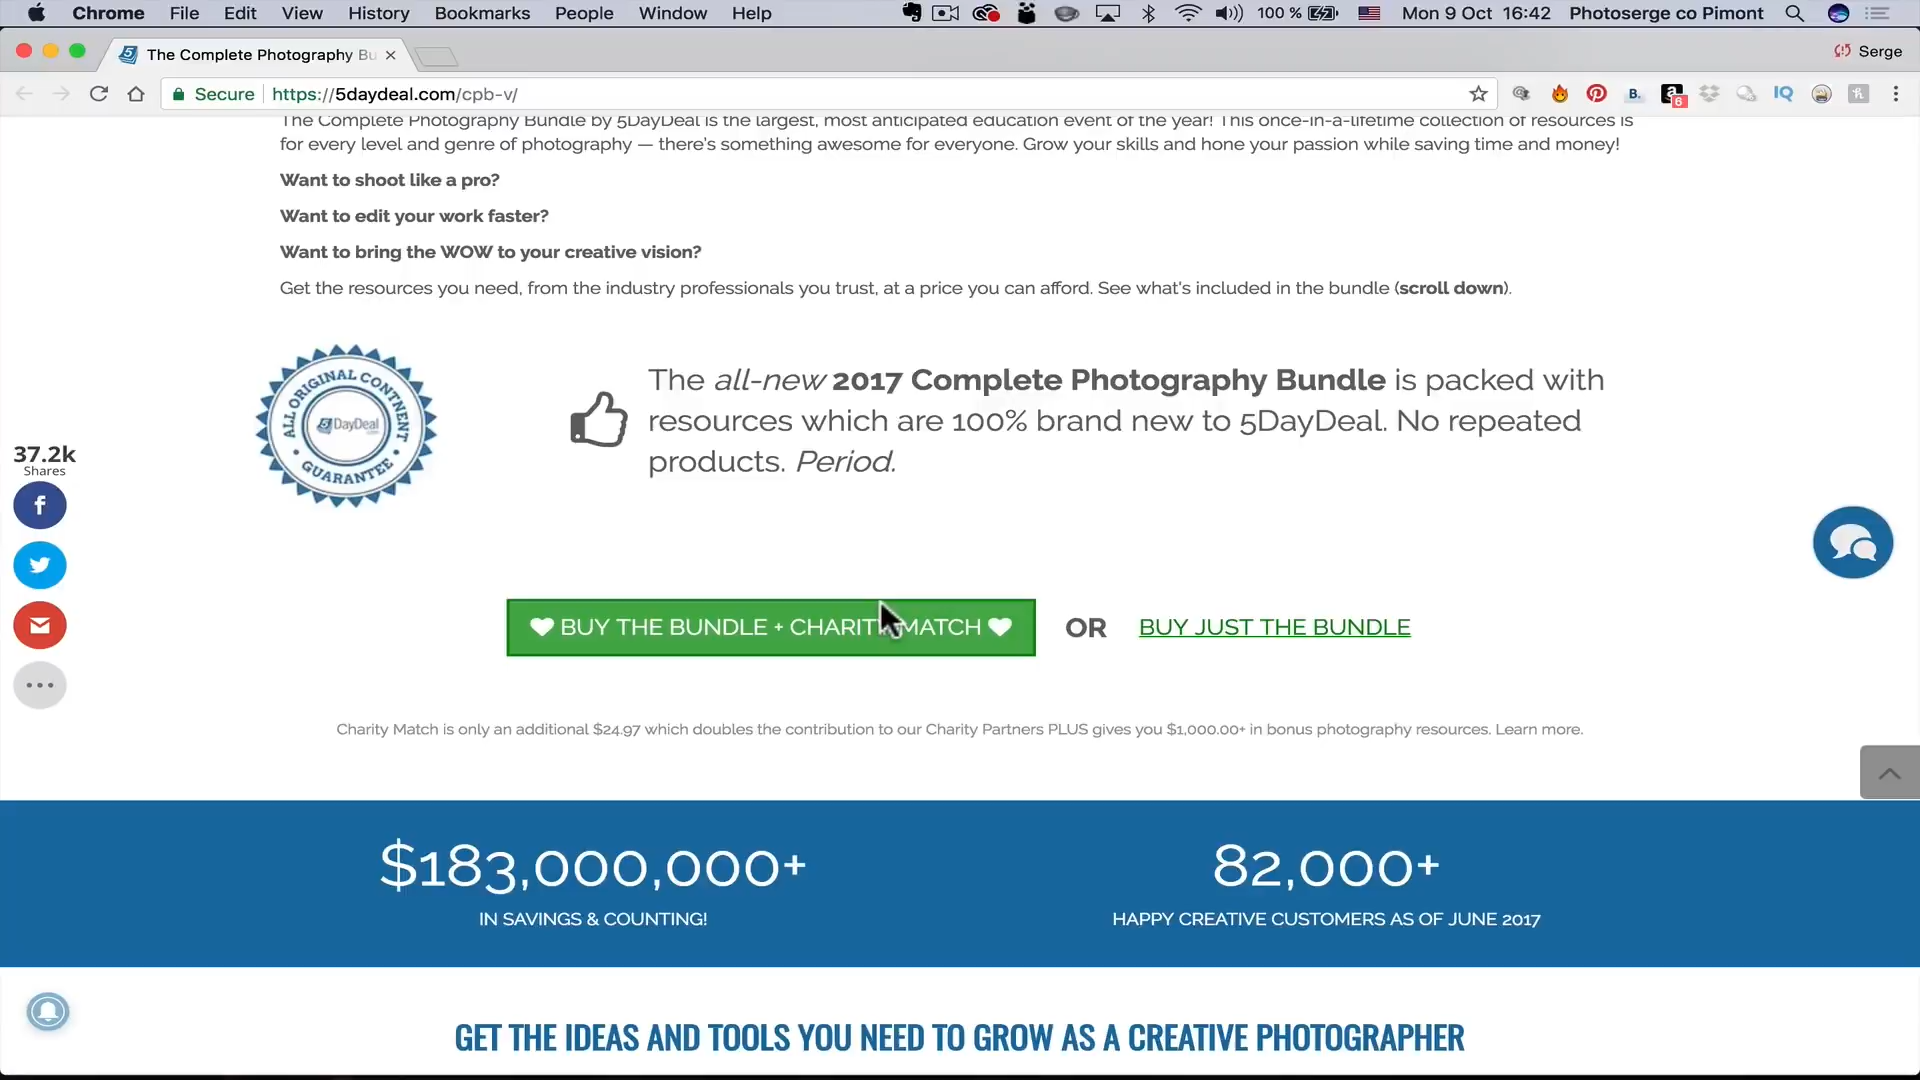 Chrome File Edit View History Bookmarks People Window Help 100 % Mon 9 Oct 16:42 Photoserge co Pimont
The Complete Photography Bu Serge
Secure https://5daydeal.com/cpb-v/ B. a 6 IQ
The Complete Photography Bundle by 5DayDeal is the largest, most anticipated education event of the year! This once-in-a-lifetime collection of resources is
for every level and genre of photography — there's something awesome for everyone. Grow your skills and hone your passion while saving time and money!
Want to shoot like a pro?
Want to edit your work faster?
Want to bring the WOW to your creative vision?
Get the resources you need, from the industry professionals you trust, at a price you can afford. See what's included in the bundle (scroll down).
ALL ORIGINAL CONTNENT
5DayDeal
GUARANTEE
The all-new 2017 Complete Photography Bundle is packed with
resources which are 100% brand new to 5DayDeal. No repeated
products. Period.
37.2k
Shares
BUY THE BUNDLE + CHARITY MATCH OR BUY JUST THE BUNDLE
Charity Match is only an additional $24.97 which doubles the contribution to our Charity Partners PLUS gives you $1,000.00+ in bonus photography resources. Learn more.
$183,000,000+
IN SAVINGS & COUNTING!
82,000+
HAPPY CREATIVE CUSTOMERS AS OF JUNE 2017
GET THE IDEAS AND TOOLS YOU NEED TO GROW AS A CREATIVE PHOTOGRAPHER